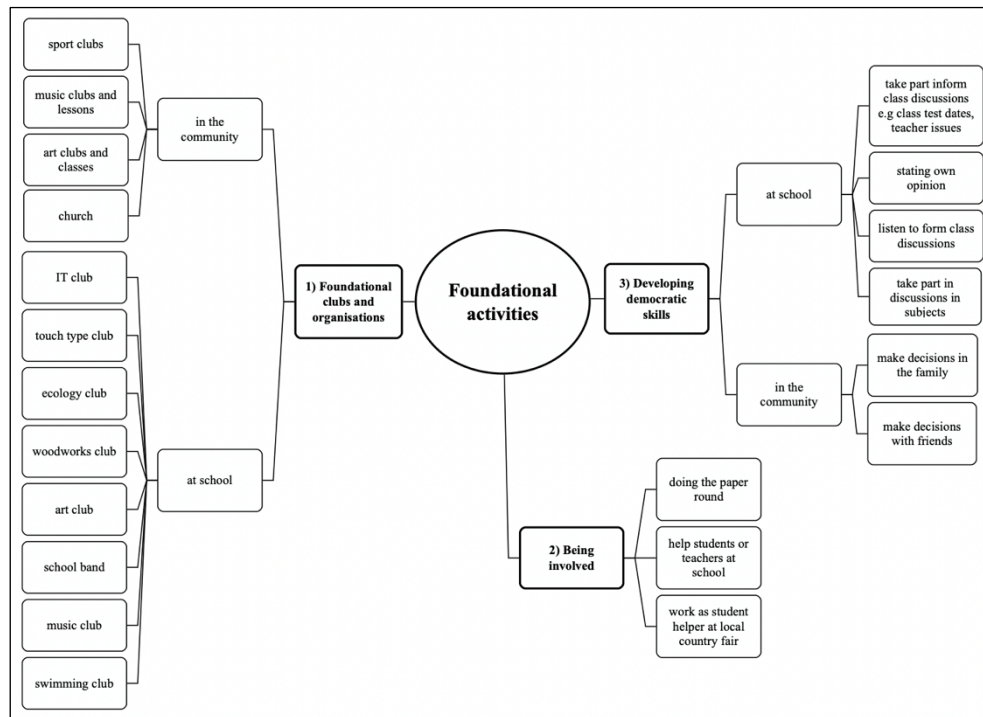 Foundational
activities
1) Foundational
clubs and
organisations
in the
community
sport clubs
music clubs and
lessons
art clubs and
classes
church
at school
IT club
touch type club
ecology club
woodworks club
art club
school band
music club
swimming club
2) Being
involved
doing the paper
round
help students or
teachers at
school
work as student
helper at local
country fair
3) Developing
democratic
skills
at school
take part inform
class discussions
e.g class test dates,
teacher issues
stating own
opinion
listen to form class
discussions
take part in
discussions in
subjects
in the
community
make decisions in
the family
make decisions
with friends